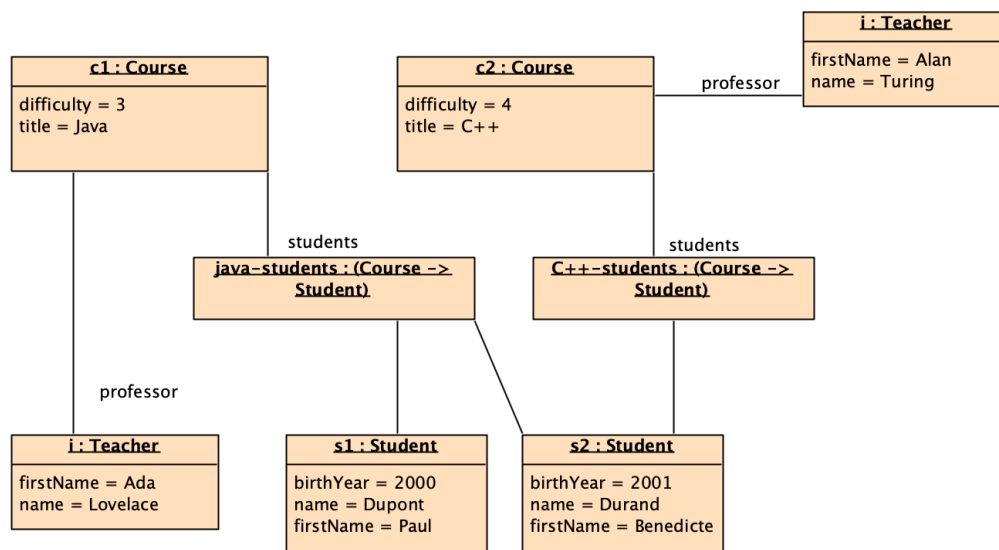 i : Teacher
firstName = Alan
name = Turing
c1 : Course
difficulty = 3
title = Java
c2 : Course
difficulty = 4
title = C++
professor
students
students
java-students : (Course ->
Student)
C++-students : (Course ->
Student)
professor
i : Teacher
firstName = Ada
name = Lovelace
s1 : Student
birthYear = 2000
name = Dupont
firstName = Paul
s2 : Student
birthYear = 2001
name = Durand
firstName = Benedicte